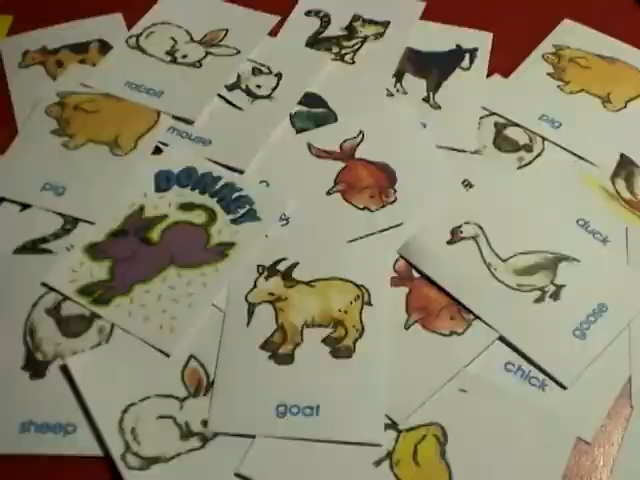 rabbit
mouse
pig
pig
DONKEY
duck
goose
chick
goat
sheep